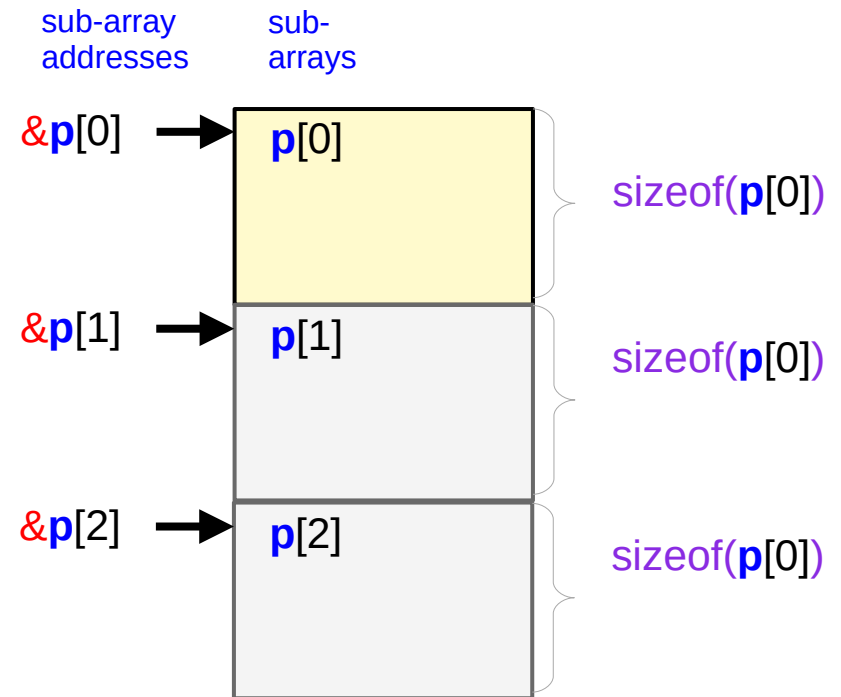 sub-array
addresses
sub-
arrays
&p[0]
p[0]
sizeof(p[0])
&p[1]
p[1]
sizeof(p[0])
&p[2]
p[2]
sizeof(p[0])